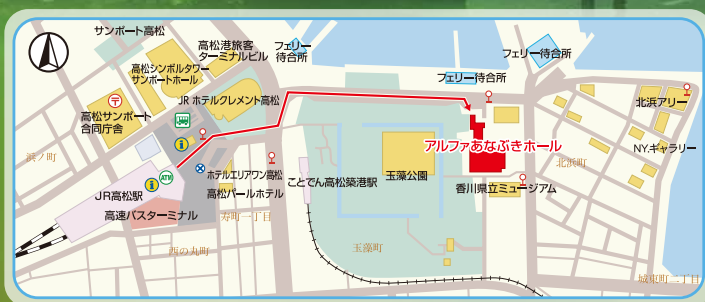 サンポート高松
高松港旅客
ターミナルビル
フェリー
待合所
フェリー待合所
高松シンボルタワー
サンポートホール
フェリー待合所
JR ホテルクレメント高松
北浜アリー
高松サンポート
合同庁舎
アルファあなぶきホール
浜ノ町
NY.ギャラリー
北浜町
ホテルエリアワン高松
ことでん高松築港駅
玉藻公園
ATM
高松パールホテル
香川県立ミュージアム
JR高松駅
高速バスターミナル
寿町一丁目
西の丸町
玉藻町
城東町二丁目